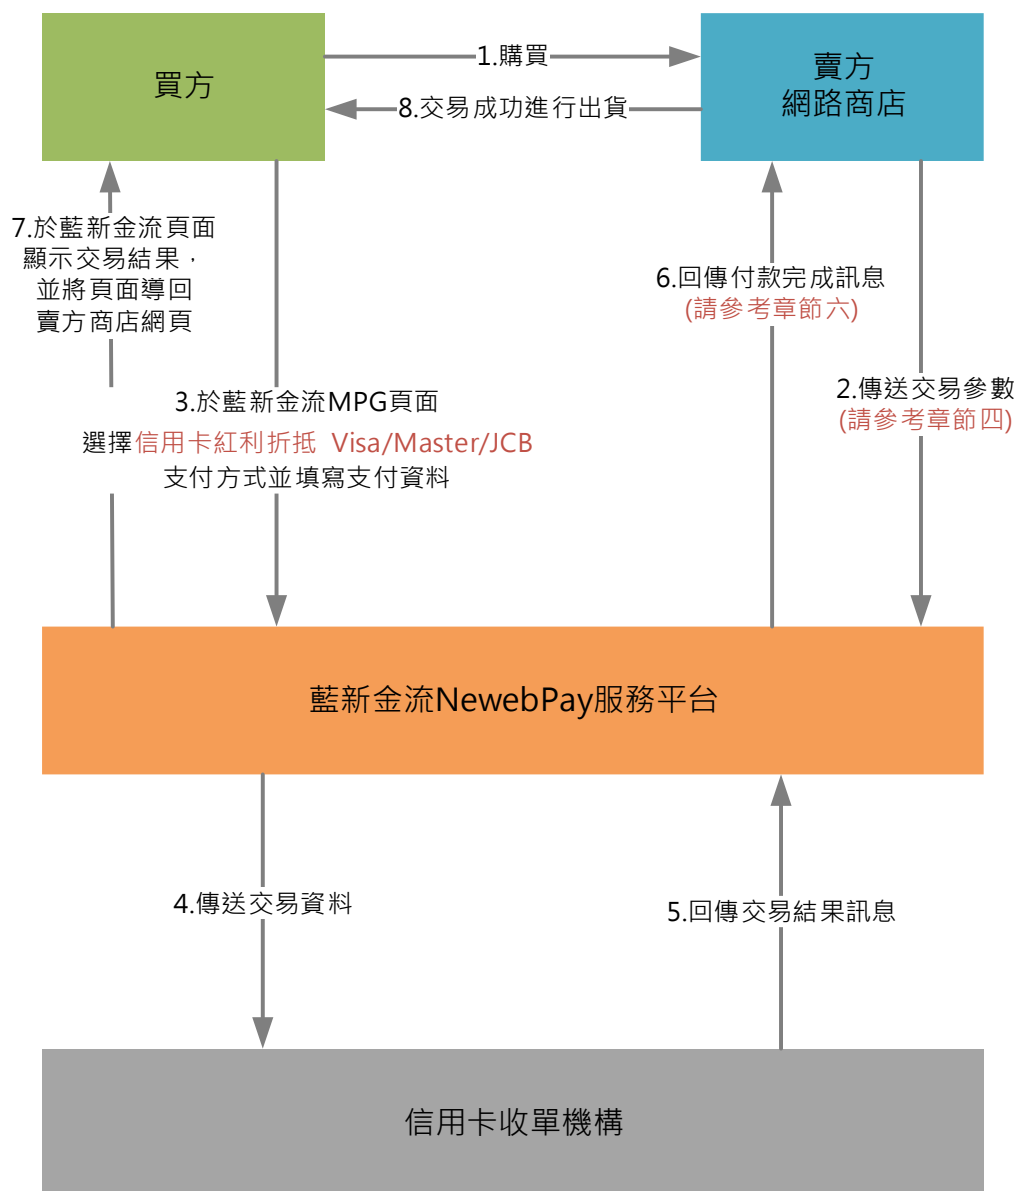 買方
1.購買
賣方
網路商店
8.交易成功進行出貨
7.於藍新金流頁面
顯示交易結果，
並將頁面導回
賣方商店網頁
6.回傳付款完成訊息
(請參考章節六)
2.傳送交易參數
(請參考章節四)
3.於藍新金流MPG頁面
選擇信用卡紅利折抵 Visa/Master/JCB
支付方式並填寫支付資料
藍新金流NewebPay服務平台
4.傳送交易資料
5.回傳交易結果訊息
信用卡收單機構